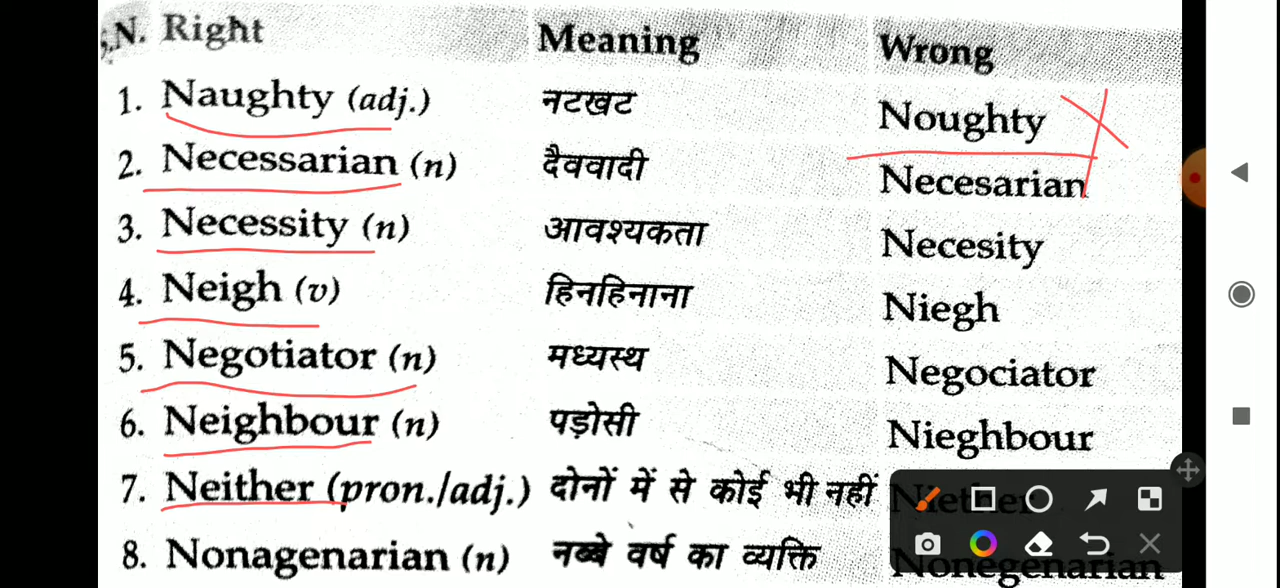 S.N. Right Meaning Wrong
1. Naughty (adj.) नटखट Noughty
2. Necessarian (n) दैववादी Necesarian
3. Necessity (n) आवश्यकता Necesity
4. Neigh (v) हिनहिनाना Niegh
5. Negotiator (n) मध्यस्थ Negociator
6. Neighbour (n) पड़ोसी Nieghbour
7. Neither (pron./adj.) दोनों में से कोई भी नहीं Niether
8. Nonagenarian (n) नब्बे वर्ष का व्यक्ति Nonegenarian